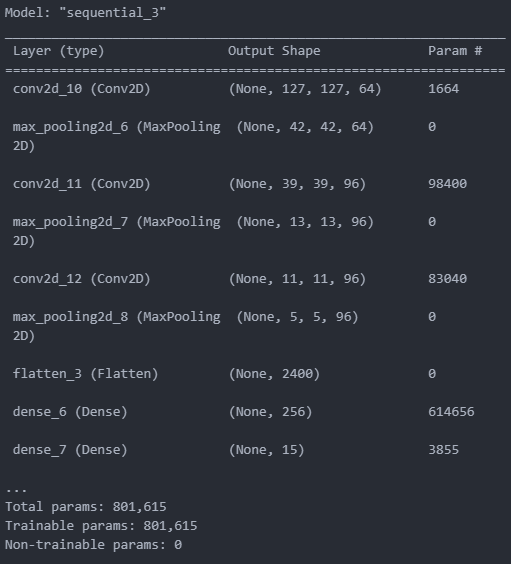 Model: "sequential_3"
_________________________________________________________________
Layer (type) Output Shape Param #
=================================================================
conv2d_10 (Conv2D) (None, 127, 127, 64) 1664
max_pooling2d_6 (MaxPooling (None, 42, 42, 64) 0
2D)
conv2d_11 (Conv2D) (None, 39, 39, 96) 98400
max_pooling2d_7 (MaxPooling (None, 13, 13, 96) 0
2D)
conv2d_12 (Conv2D) (None, 11, 11, 96) 83040
max_pooling2d_8 (MaxPooling (None, 5, 5, 96) 0
2D)
flatten_3 (Flatten) (None, 2400) 0
dense_6 (Dense) (None, 256) 614656
dense_7 (Dense) (None, 15) 3855
...
Total params: 801,615
Trainable params: 801,615
Non-trainable params: 0